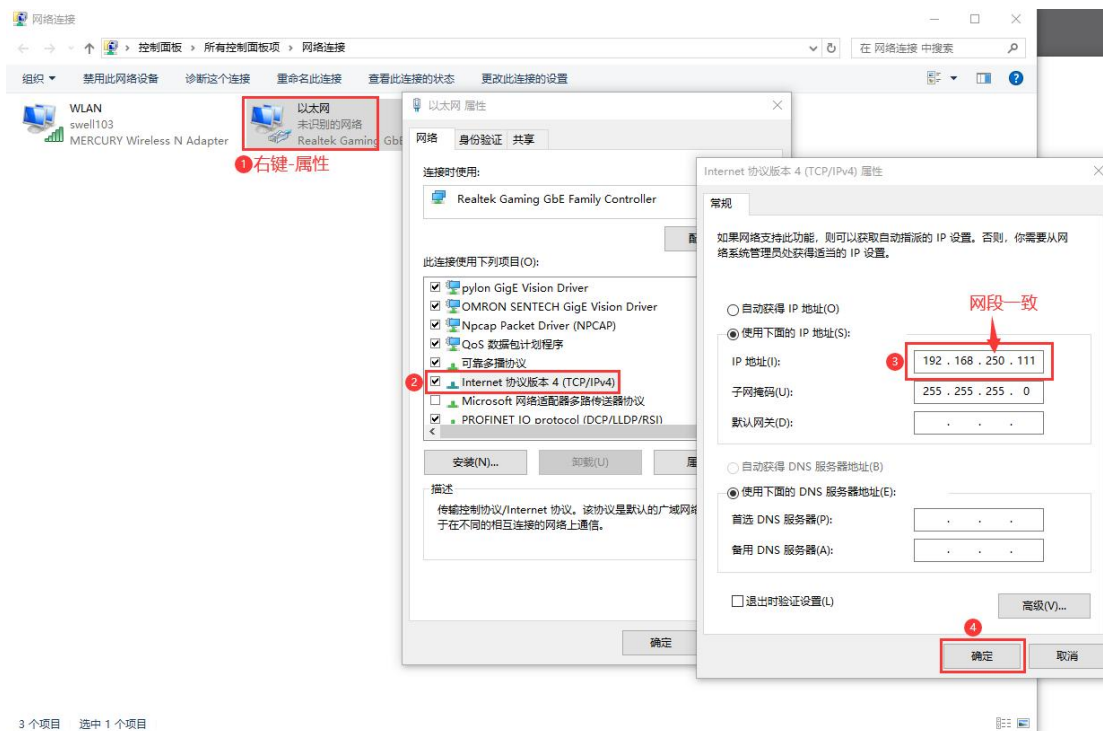 网络连接
控制面板 › 所有控制面板项 › 网络连接
在 网络连接 中搜索
组织 禁用此网络设备 诊断这个连接 重命名此连接 查看此连接的状态 更改此连接的设置
WLAN
swell103
MERCURY Wireless N Adapter
以太网
未识别的网络
Realtek Gaming GbE
1 右键-属性
以太网 属性
网络 身份验证 共享
连接时使用:
Realtek Gaming GbE Family Controller
此连接使用下列项目(O):
pylon GigE Vision Driver
OMRON SENTECH GigE Vision Driver
Npcap Packet Driver (NPCAP)
QoS 数据包计划程序
可靠多播协议
2 Internet 协议版本 4 (TCP/IPv4)
Microsoft 网络适配器多路传送器协议
PROFINET IO protocol (DCP/LLDP/RSI)
安装(N)... 卸载(U)
描述
传输控制协议/Internet 协议。该协议是默认的广域网络
于在不同的相互连接的网络上通信。
确定
Internet 协议版本 4 (TCP/IPv4) 属性
常规
如果网络支持此功能，则可以获取自动指派的 IP 设置。否则，你需要从网
络系统管理员处获得适当的 IP 设置。
网段一致
自动获得 IP 地址(O)
使用下面的 IP 地址(S):
IP 地址(I): 3 192 . 168 . 250 . 111
子网掩码(U): 255 . 255 . 255 . 0
默认网关(D): . . .
自动获得 DNS 服务器地址(B)
使用下面的 DNS 服务器地址(E):
首选 DNS 服务器(P): . . .
备用 DNS 服务器(A): . . .
退出时验证设置(L)
高级(V)...
4
确定 取消
3 个项目 选中 1 个项目